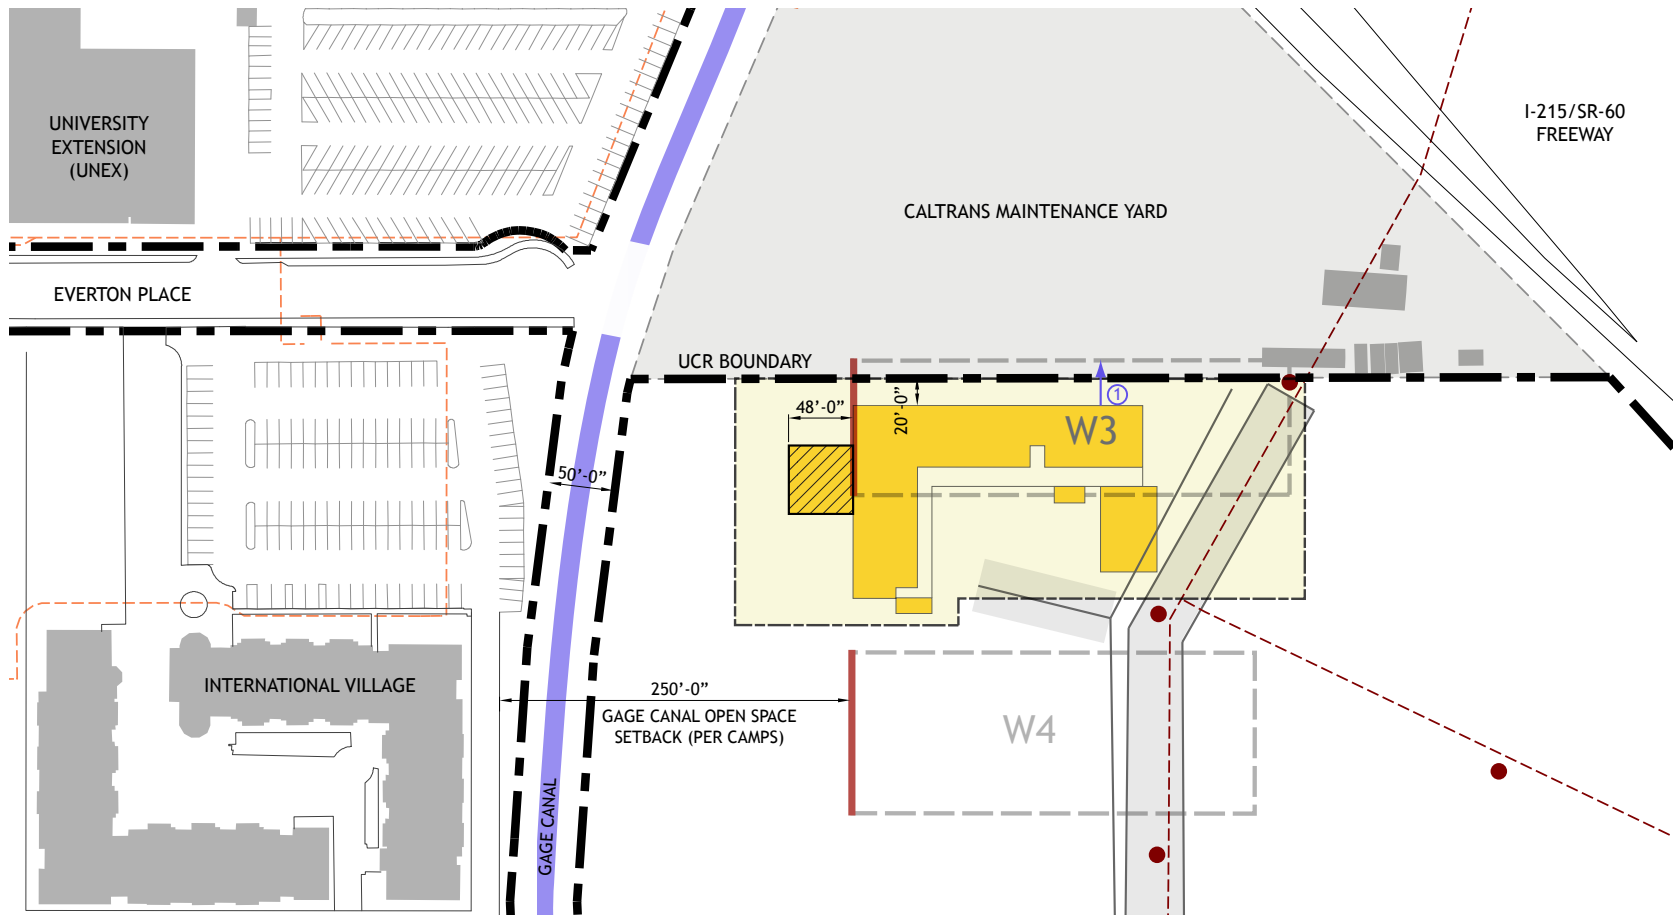 UNIVERSITY
EXTENSION
(UNEX)
I-215/SR-60
FREEWAY
CALTRANS MAINTENANCE YARD
EVERTON PLACE
UCR BOUNDARY
1
48'-0"
20'-0"
W3
50'-0"
INTERNATIONAL VILLAGE
250'-0"
GAGE CANAL OPEN SPACE
SETBACK (PER CAMPS)
W4
GAGE CANAL